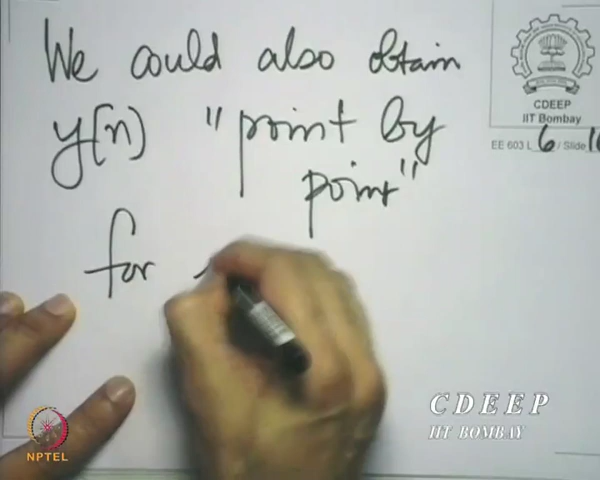 We could also obtain
y[n] "point by
point"
for
CDEEP
IIT Bombay
EE 603 L 6 / Slide 10
CDEEP
IIT BOMBAY
NPTEL